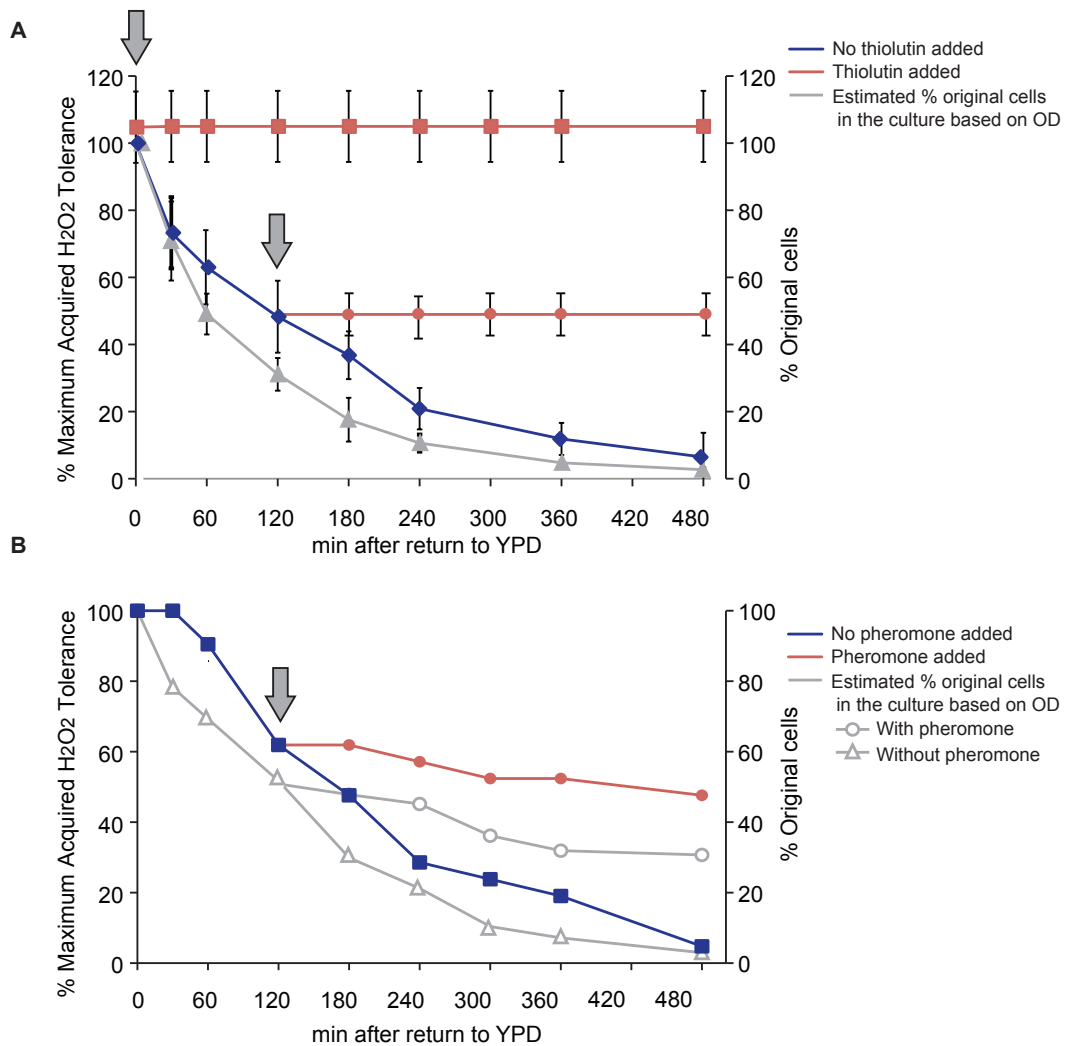 A
No thiolutin added
Thiolutin added
Estimated % original cells
in the culture based on OD
120
100
80
60
40
20
0
% Maximum Acquired H2O2 Tolerance
120
100
80
60
40
20
0
% Original cells
0 60 120 180 240 300 360 420 480
min after return to YPD
B
No pheromone added
Pheromone added
Estimated % original cells
in the culture based on OD
With pheromone
Without pheromone
100
80
60
40
20
0
% Maximum Acquired H2O2 Tolerance
100
80
60
40
20
0
% Original cells
0 60 120 180 240 300 360 420 480
min after return to YPD